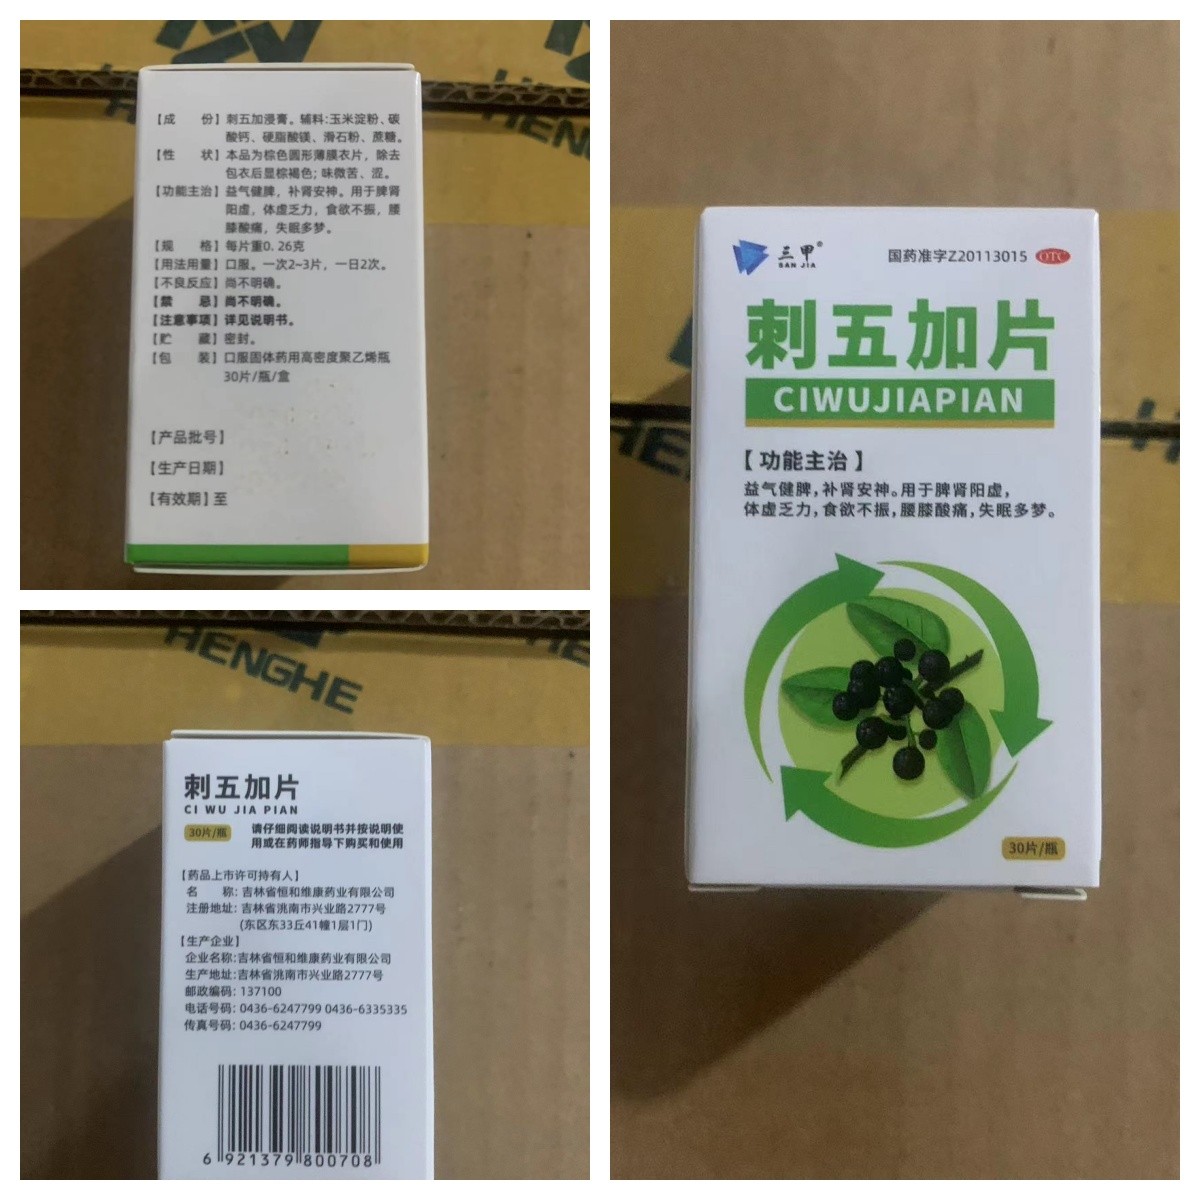 【成　份】刺五加浸膏。辅料:玉米淀粉、碳
酸钙、硬脂酸镁、滑石粉、蔗糖。
【性　状】本品为棕色圆形薄膜衣片，除去
包衣后显棕褐色；味微苦、涩。
【功能主治】益气健脾，补肾安神。用于脾肾
阳虚，体虚乏力，食欲不振，腰
膝酸痛，失眠多梦。
【规　格】每片重0.26克
【用法用量】口服。一次2~3片，一日2次。
【不良反应】尚不明确。
【禁　忌】尚不明确。
【注意事项】详见说明书。
【贮　藏】密封。
【包　装】口服固体药用高密度聚乙烯瓶
30片/瓶/盒
【产品批号】
【生产日期】
【有效期】至
HENGHE
刺五加片
CI WU JIA PIAN
30片/瓶
请仔细阅读说明书并按说明使
用或在药师指导下购买和使用
【药品上市许可持有人】
名　称: 吉林省恒和维康药业有限公司
注册地址: 吉林省洮南市兴业路2777号
(东区东33丘41幢1层1门)
【生产企业】
企业名称:吉林省恒和维康药业有限公司
生产地址:吉林省洮南市兴业路2777号
邮政编码: 137100
电话号码: 0436-6247799 0436-6335335
传真号码: 0436-6247799
6 921379 800708
三甲®
SAN JIA
国药准字Z20113015 OTC
刺五加片
CIWUJIAPIAN
【功能主治】
益气健脾,补肾安神。用于脾肾阳虚,
体虚乏力,食欲不振,腰膝酸痛,失眠多梦。
30片/瓶